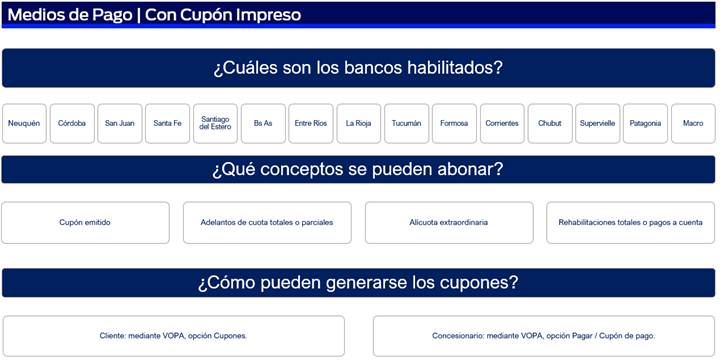 Medios de Pago | Con Cupón Impreso
¿Cuáles son los bancos habilitados?
Neuquén
Córdoba
San Juan
Santa Fe
Santiago
del Estero
Bs As
Entre Ríos
La Rioja
Tucumán
Formosa
Corrientes
Chubut
Supervielle
Patagonia
Macro
¿Qué conceptos se pueden abonar?
Cupón emitido
Adelantos de cuota totales o parciales
Alícuota extraordinaria
Rehabilitaciones totales o pagos a cuenta
¿Cómo pueden generarse los cupones?
Cliente: mediante VOPA, opción Cupones.
Concesionario: mediante VOPA, opción Pagar / Cupón de pago.